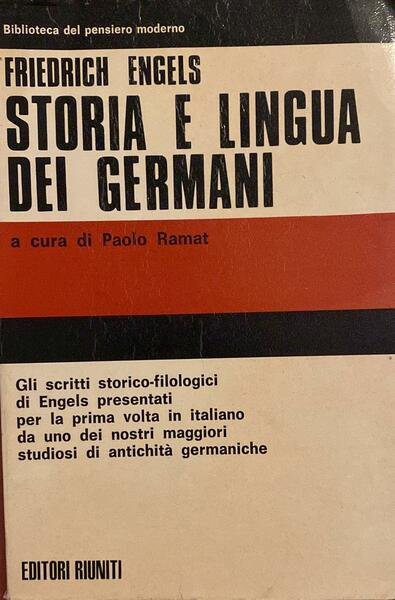 Biblioteca del pensiero moderno
FRIEDRICH ENGELS
STORIA E LINGUA
DEI GERMANI
a cura di Paolo Ramat
Gli scritti storico-filologici
di Engels presentati
per la prima volta in italiano
da uno dei nostri maggiori
studiosi di antichità germaniche
EDITORI RIUNITI